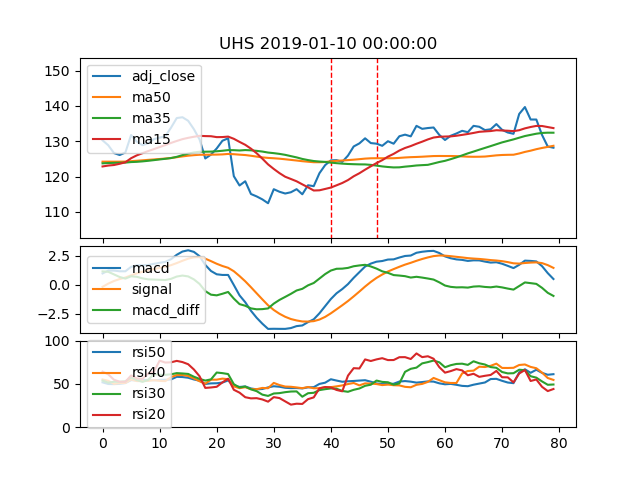 UHS 2019-01-10 00:00:00
150
140
130
120
110
adj_close
ma50
ma35
ma15
2.5
0.0
−2.5
macd
signal
macd_diff
100
50
0
rsi50
rsi40
rsi30
rsi20
0 10 20 30 40 50 60 70 80